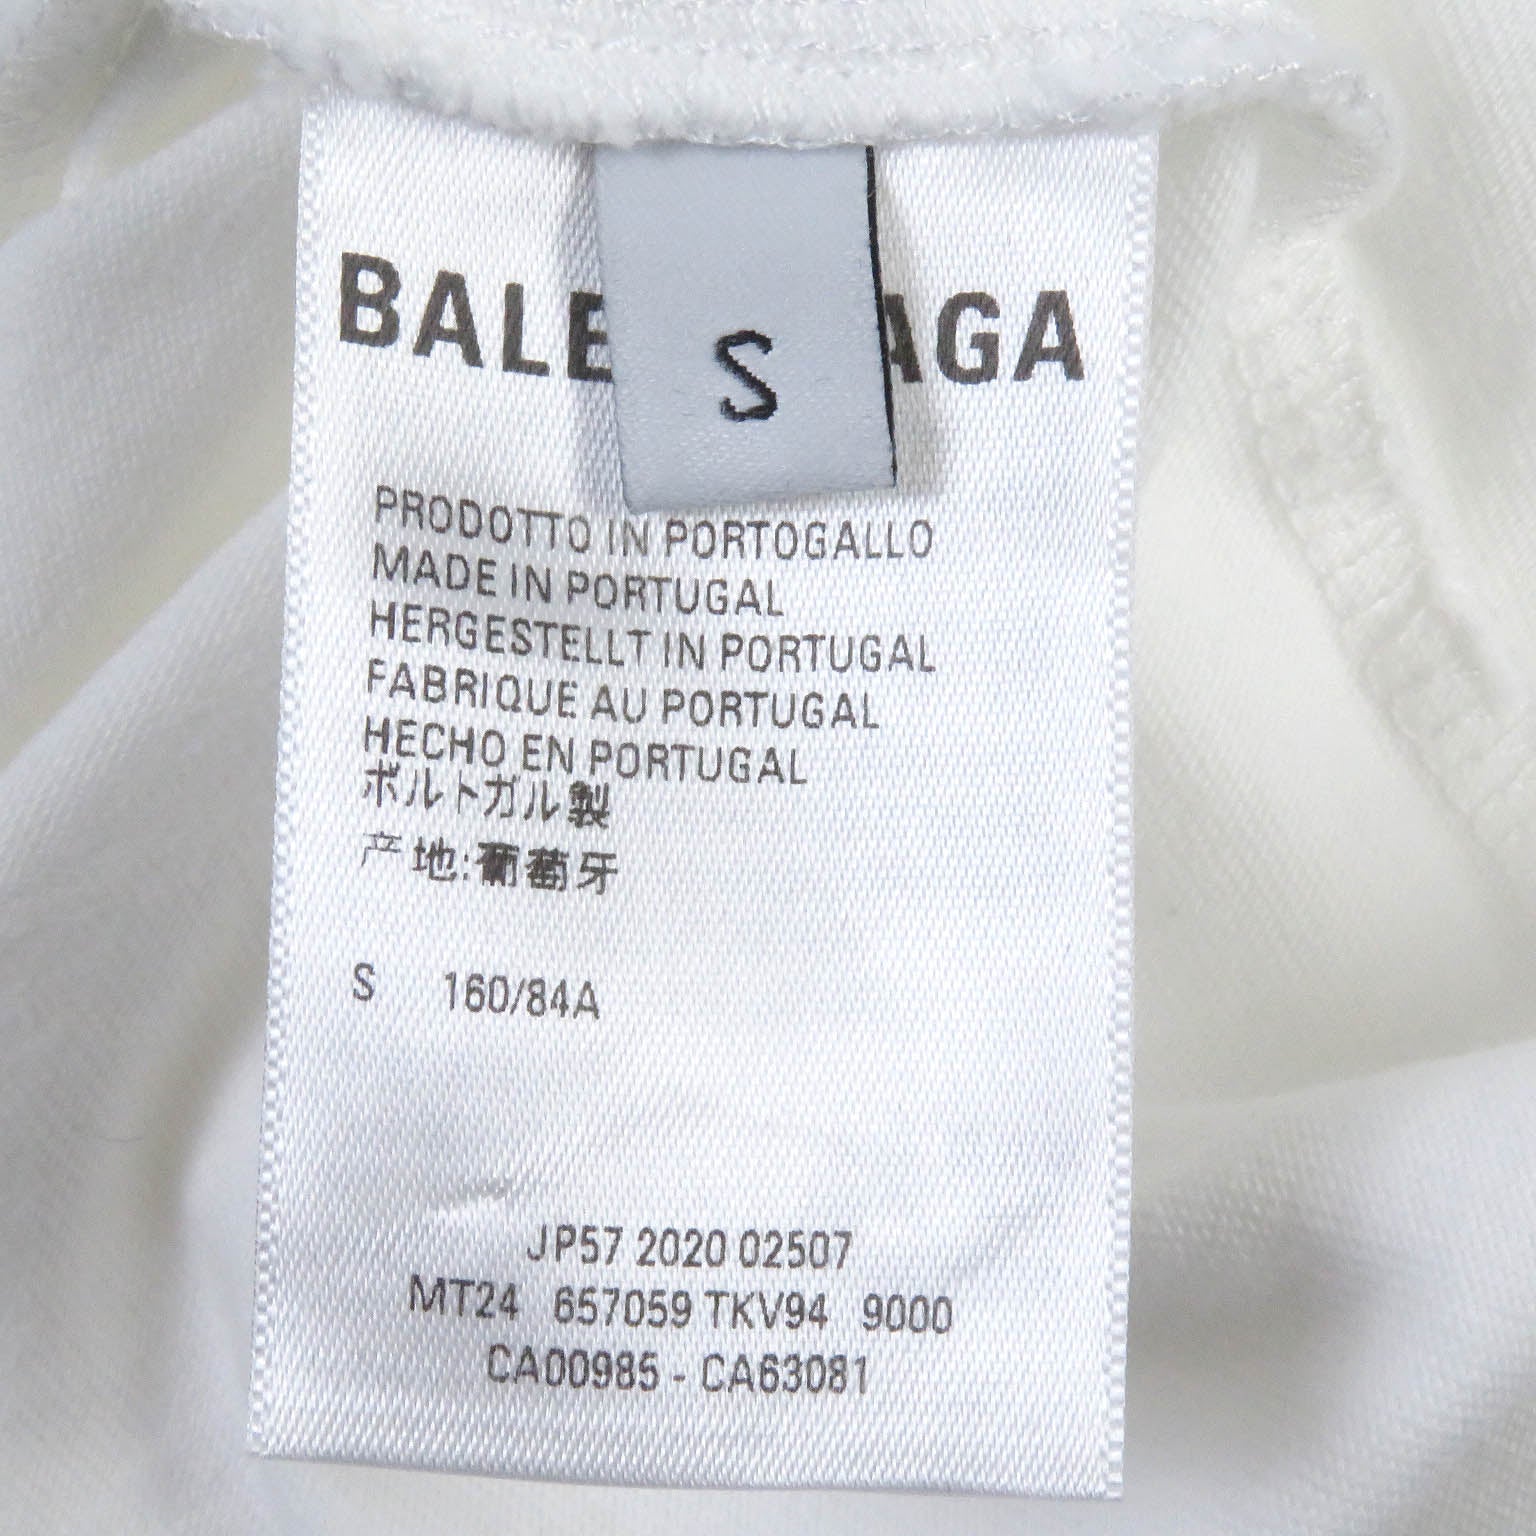 BALE AGA
S
PRODOTTO IN PORTOGALLO
MADE IN PORTUGAL
HERGESTELLT IN PORTUGAL
FABRIQUE AU PORTUGAL
HECHO EN PORTUGAL
ポルトガル製
产地:葡萄牙
S 160/84A
JP57 2020 02507
MT24 657059 TKV94 9000
CA00985 - CA63081